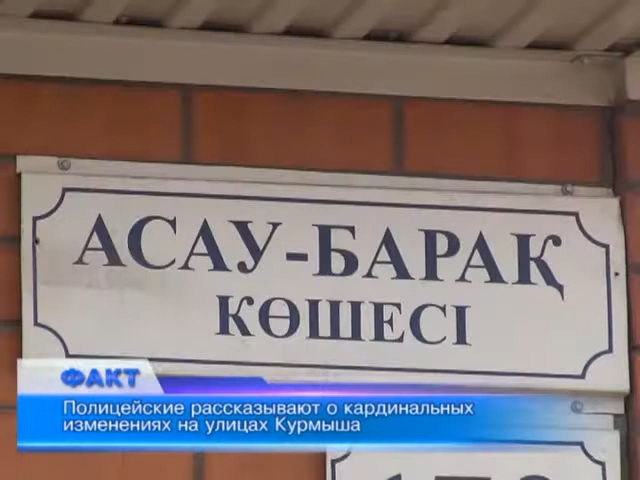 АСАУ-БАРАҚ
КӨШЕСІ
ФАКТ
Полицейские рассказывают о кардинальных
изменениях на улицах Курмыша